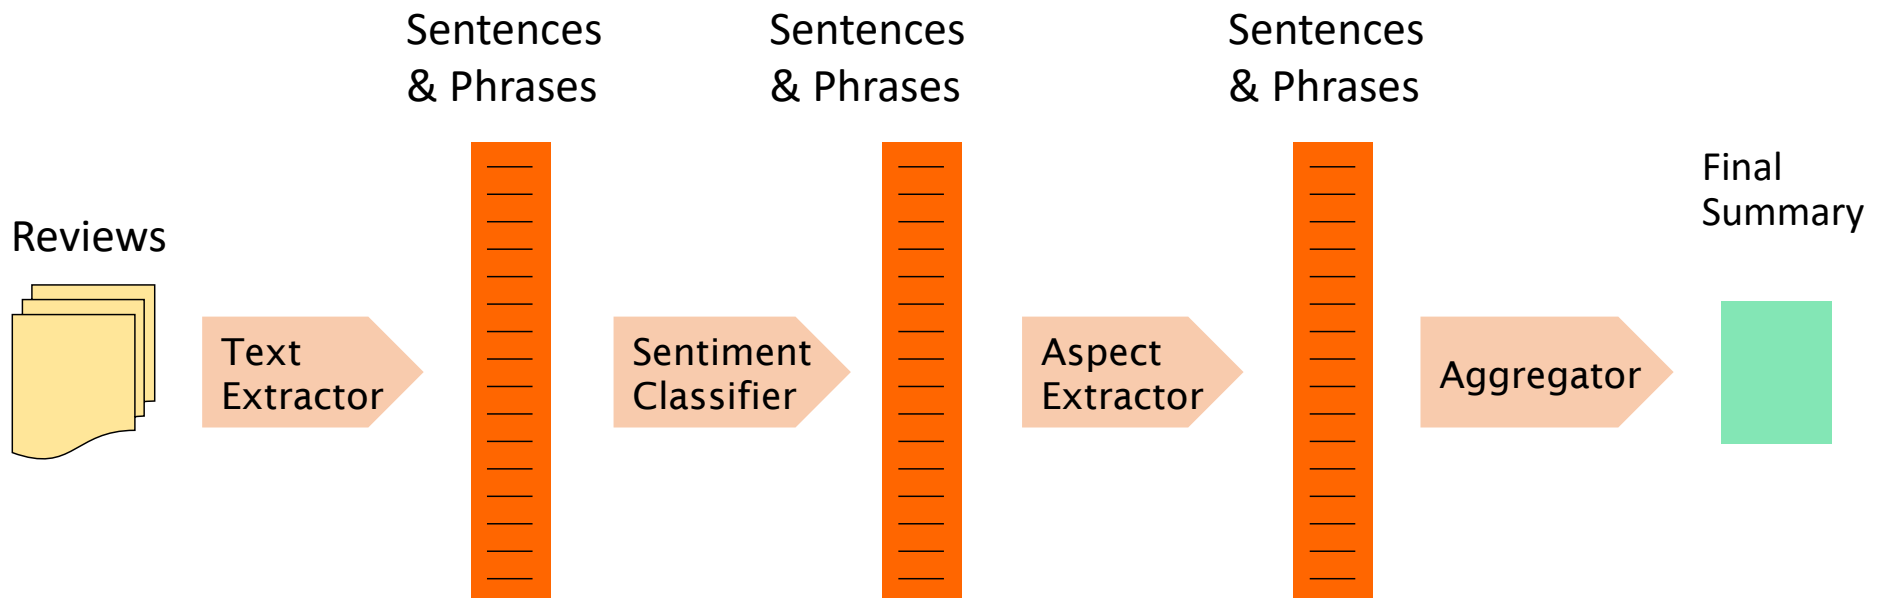 Sentences
& Phrases
Sentences
& Phrases
Sentences
& Phrases
Final
Summary
Reviews
Text
Extractor
Sentiment
Classifier
Aspect
Extractor
Aggregator